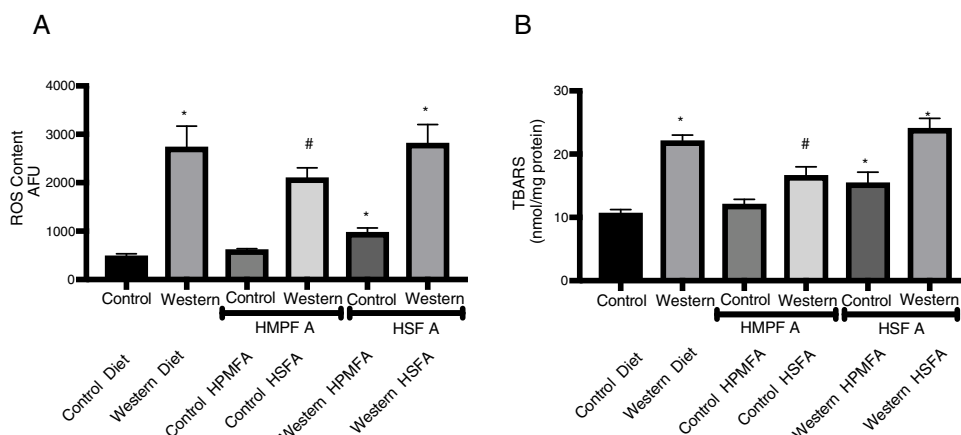 A
ROS Content
AFU
4000
3000
2000
1000
0
*
#
*
*
Control Western Control Western Control Western
HMPF A HSF A
Control Diet
Western Diet
Control HPMFA
Control HSFA
Western HPMFA
Western HSFA
B
TBARS
(nmol/mg protein)
30
20
10
0
*
#
*
*
Control Western Control Western Control Western
HMPF A HSF A
Control Diet
Western Diet
Control HPMFA
Control HSFA
Western HPMFA
Western HSFA